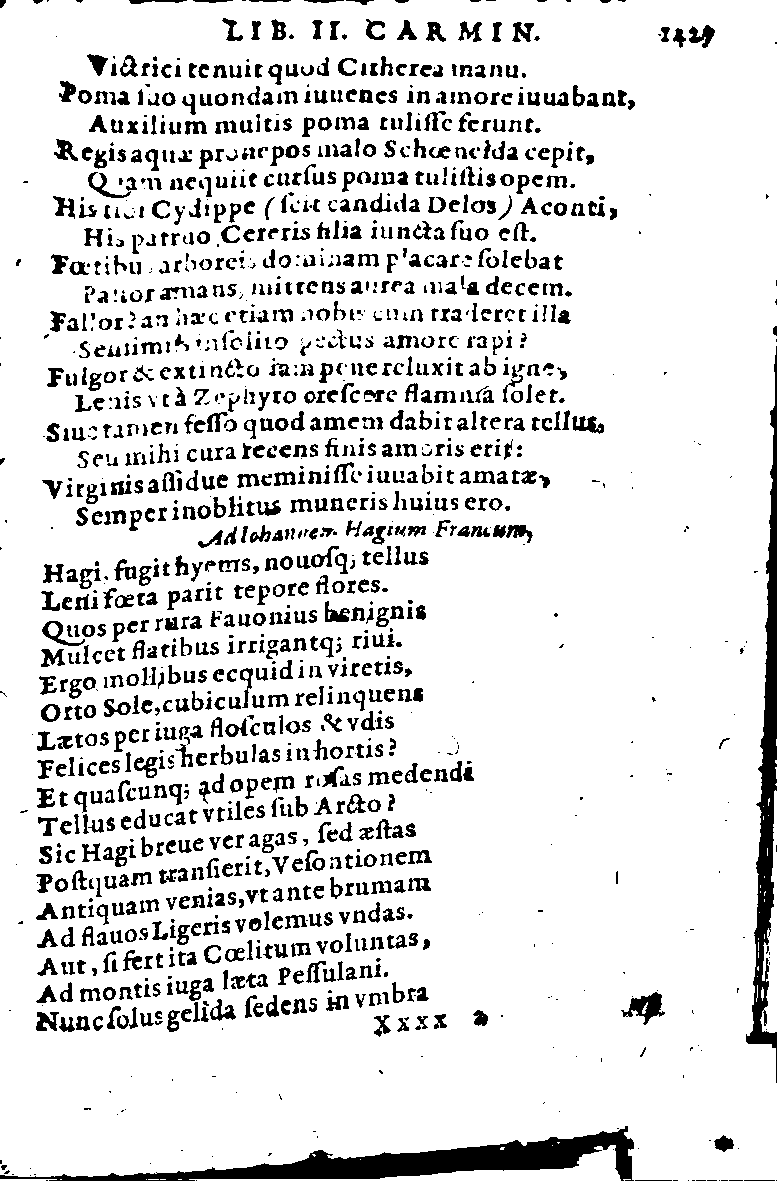 LIB. II. CARMIN. 1427
Victrici tenuit quod Citherea manu.
Poma suo quondam iuuenes in amore iuuabant,
Auxilium multis poma tulisse ferunt.
Regis aquæ pronepos malo Schœneida cepit,
Quam nequiit cursus poma tulistis opem.
His tibi Cydippe (scit candida Delos) Aconti,
His patruo Cereris filia iuncta suo est.
Fœtibus arboreis dominam placare solebat
Pastor amans, mittens aurea mala decem.
Fallor? an hæc etiam nobis cum traderet illa
Sensimus insolito pectus amore rapi?
Fulgor & extincto iam pene reluxit ab igne,
Lenis vt à Zephyro crescere flamma solet.
Siue tamen fesso quod amem dabit altera tellus,
Seu mihi cura recens finis amoris erit:
Virginis assidue meminisse iuuabit amatæ,
Semper inoblitus muneris huius ero.
Ad Iohannem Hagium Francum,
Hagi, fugit hyems, nouosq; tellus
Leni fœta parit tepore flores.
Quos per rura Fauonius benignis
Mulcet flatibus irrigantq; riui.
Ergo mollibus ecquid in viretis,
Orto Sole, cubiculum relinquens
Lætos per iuga flosculos & vdis
Felices legis herbulas in hortis?
Et quascunq; ad opem rosas medendi
Tellus educat vtiles sub Arcto?
Sic Hagi breue ver agas, sed æstas
Postquam transierit, Vesontionem
Antiquam venias, vt ante brumam
Ad flauos Ligeris volemus vndas.
Aut, si fert ita Cœlitum voluntas,
Ad montis iuga læta Pessulani.
Nunc solus gelida sedens in vmbra
Xxxx 2